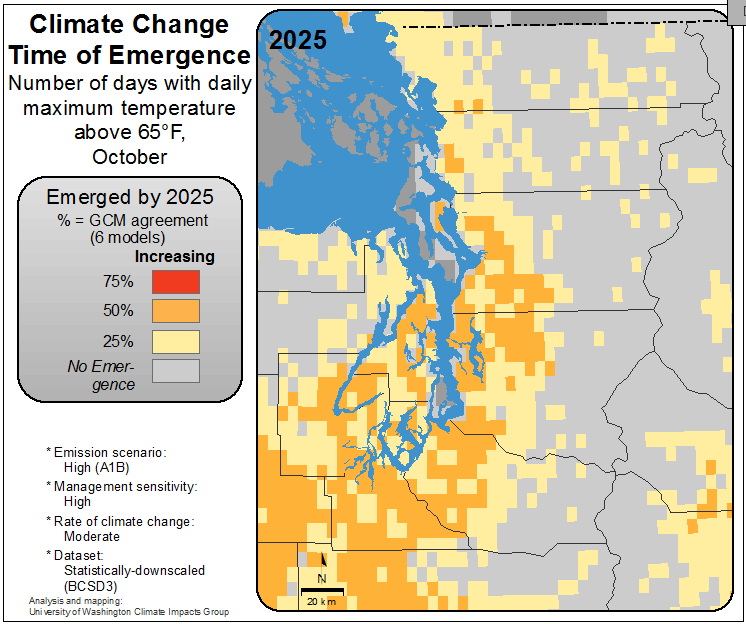 Climate Change
Time of Emergence
Number of days with daily
maximum temperature
above 65°F,
October
Emerged by 2025
% = GCM agreement
(6 models)
Increasing
75%
50%
25%
No Emer-
gence
* Emission scenario:
High (A1B)
* Management sensitivity:
High
* Rate of climate change:
Moderate
* Dataset:
Statistically-downscaled
(BCSD3)
Analysis and mapping:
University of Washington Climate Impacts Group
2025
N
20 km